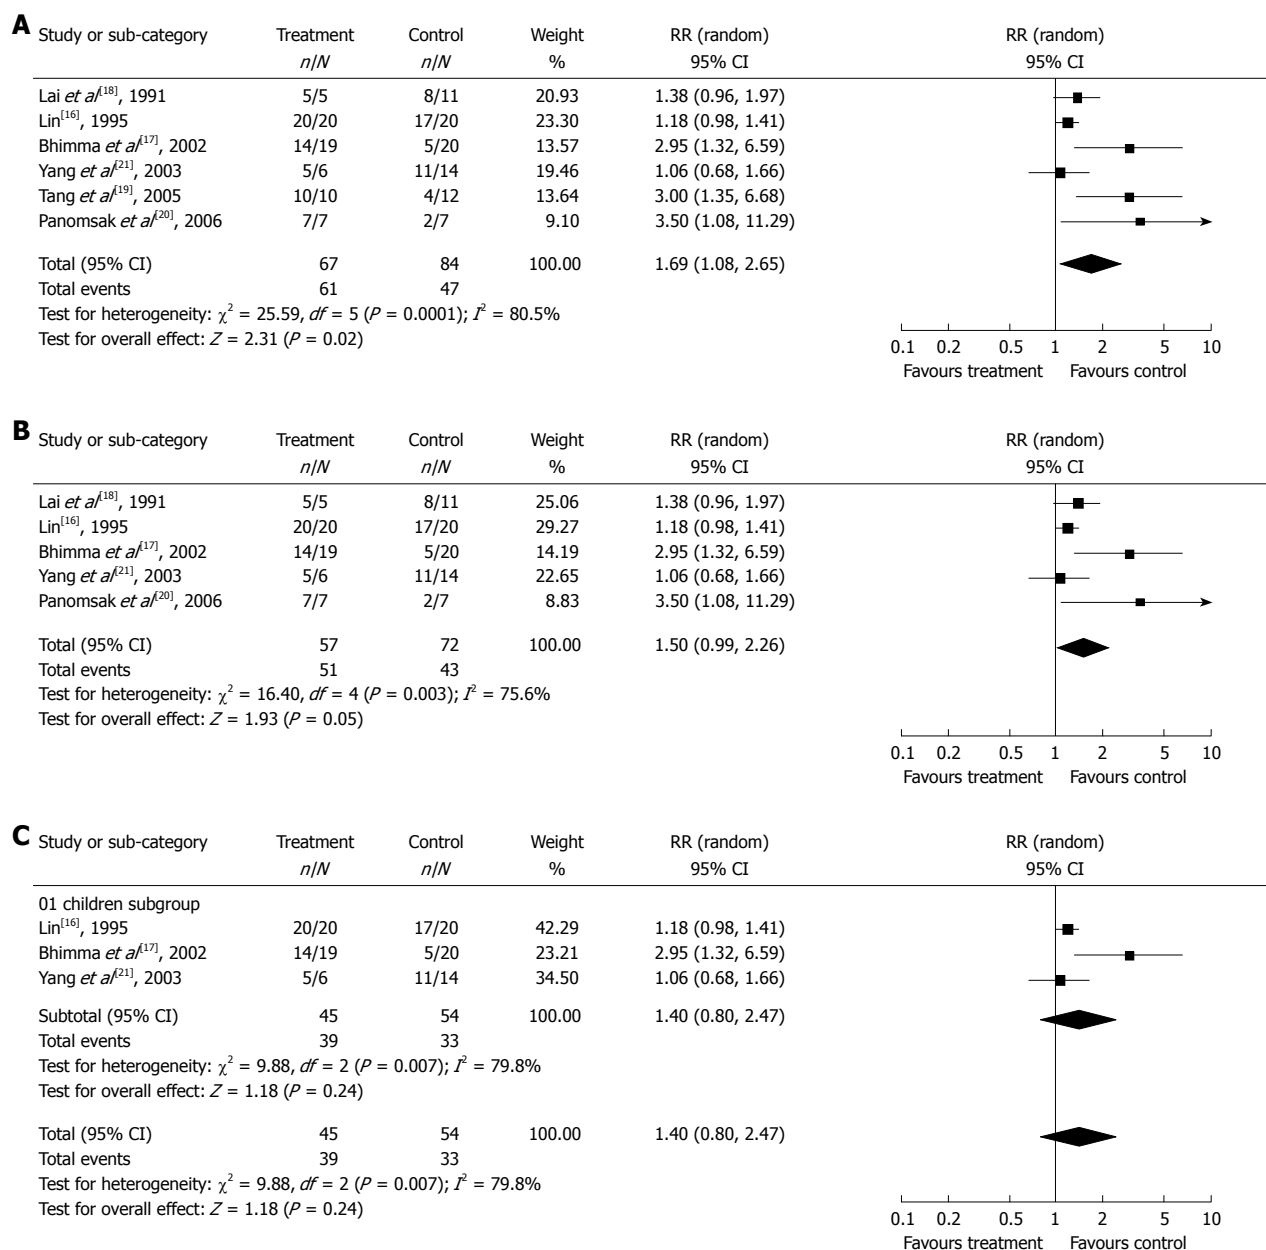 A Study or sub-category Treatment Control Weight RR (random) RR (random)
n/N n/N % 95% CI 95% CI
Lai et al[18], 1991 5/5 8/11 20.93 1.38 (0.96, 1.97)
Lin[16], 1995 20/20 17/20 23.30 1.18 (0.98, 1.41)
Bhimma et al[17], 2002 14/19 5/20 13.57 2.95 (1.32, 6.59)
Yang et al[21], 2003 5/6 11/14 19.46 1.06 (0.68, 1.66)
Tang et al[19], 2005 10/10 4/12 13.64 3.00 (1.35, 6.68)
Panomsak et al[20], 2006 7/7 2/7 9.10 3.50 (1.08, 11.29)
Total (95% CI) 67 84 100.00 1.69 (1.08, 2.65)
Total events 61 47
Test for heterogeneity: χ² = 25.59, df = 5 (P = 0.0001); I² = 80.5%
Test for overall effect: Z = 2.31 (P = 0.02)
0.1 0.2 0.5 1 2 5 10
Favours treatment Favours control
B Study or sub-category Treatment Control Weight RR (random) RR (random)
n/N n/N % 95% CI 95% CI
Lai et al[18], 1991 5/5 8/11 25.06 1.38 (0.96, 1.97)
Lin[16], 1995 20/20 17/20 29.27 1.18 (0.98, 1.41)
Bhimma et al[17], 2002 14/19 5/20 14.19 2.95 (1.32, 6.59)
Yang et al[21], 2003 5/6 11/14 22.65 1.06 (0.68, 1.66)
Panomsak et al[20], 2006 7/7 2/7 8.83 3.50 (1.08, 11.29)
Total (95% CI) 57 72 100.00 1.50 (0.99, 2.26)
Total events 51 43
Test for heterogeneity: χ² = 16.40, df = 4 (P = 0.003); I² = 75.6%
Test for overall effect: Z = 1.93 (P = 0.05)
0.1 0.2 0.5 1 2 5 10
Favours treatment Favours control
C Study or sub-category Treatment Control Weight RR (random) RR (random)
n/N n/N % 95% CI 95% CI
01 children subgroup
Lin[16], 1995 20/20 17/20 42.29 1.18 (0.98, 1.41)
Bhimma et al[17], 2002 14/19 5/20 23.21 2.95 (1.32, 6.59)
Yang et al[21], 2003 5/6 11/14 34.50 1.06 (0.68, 1.66)
Subtotal (95% CI) 45 54 100.00 1.40 (0.80, 2.47)
Total events 39 33
Test for heterogeneity: χ² = 9.88, df = 2 (P = 0.007); I² = 79.8%
Test for overall effect: Z = 1.18 (P = 0.24)
Total (95% CI) 45 54 100.00 1.40 (0.80, 2.47)
Total events 39 33
Test for heterogeneity: χ² = 9.88, df = 2 (P = 0.007); I² = 79.8%
Test for overall effect: Z = 1.18 (P = 0.24)
0.1 0.2 0.5 1 2 5 10
Favours treatment Favours control